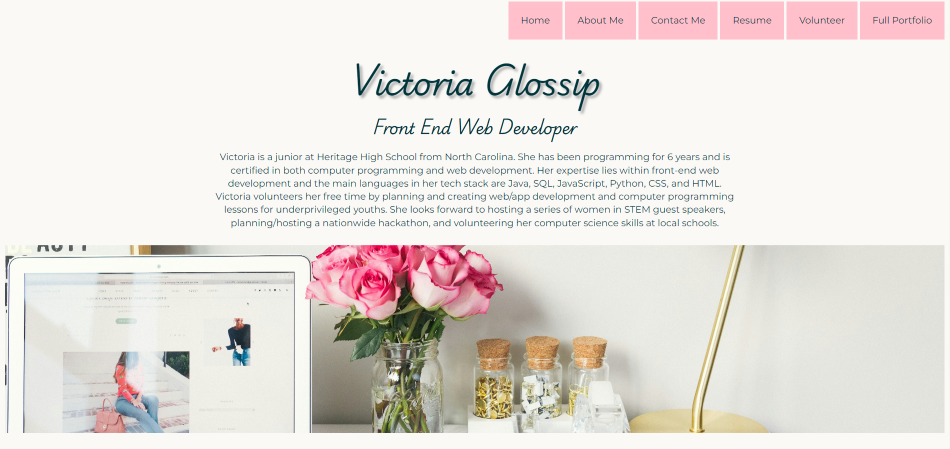 Home About Me Contact Me Resume Volunteer Full Portfolio
Victoria Glossip
Front End Web Developer
Victoria is a junior at Heritage High School from North Carolina. She has been programming for 6 years and is
certified in both computer programming and web development. Her expertise lies within front-end web
development and the main languages in her tech stack are Java, SQL, JavaScript, Python, CSS, and HTML.
Victoria volunteers her free time by planning and creating web/app development and computer programming
lessons for underprivileged youths. She looks forward to hosting a series of women in STEM guest speakers,
planning/hosting a nationwide hackathon, and volunteering her computer science skills at local schools.